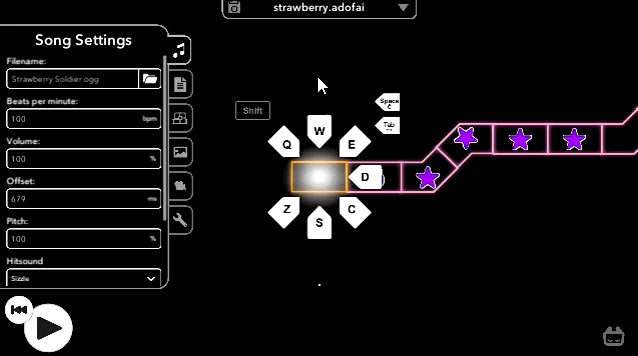 strawberry.adofai
Song Settings
Filename:
Strawberry Soldier.ogg
Beats per minute:
100 bpm
Volume:
100 %
Offset:
679 ms
Pitch:
100 %
Hitsound
Sizzle
Shift
Space
Tab
Q W E
D
Z S C